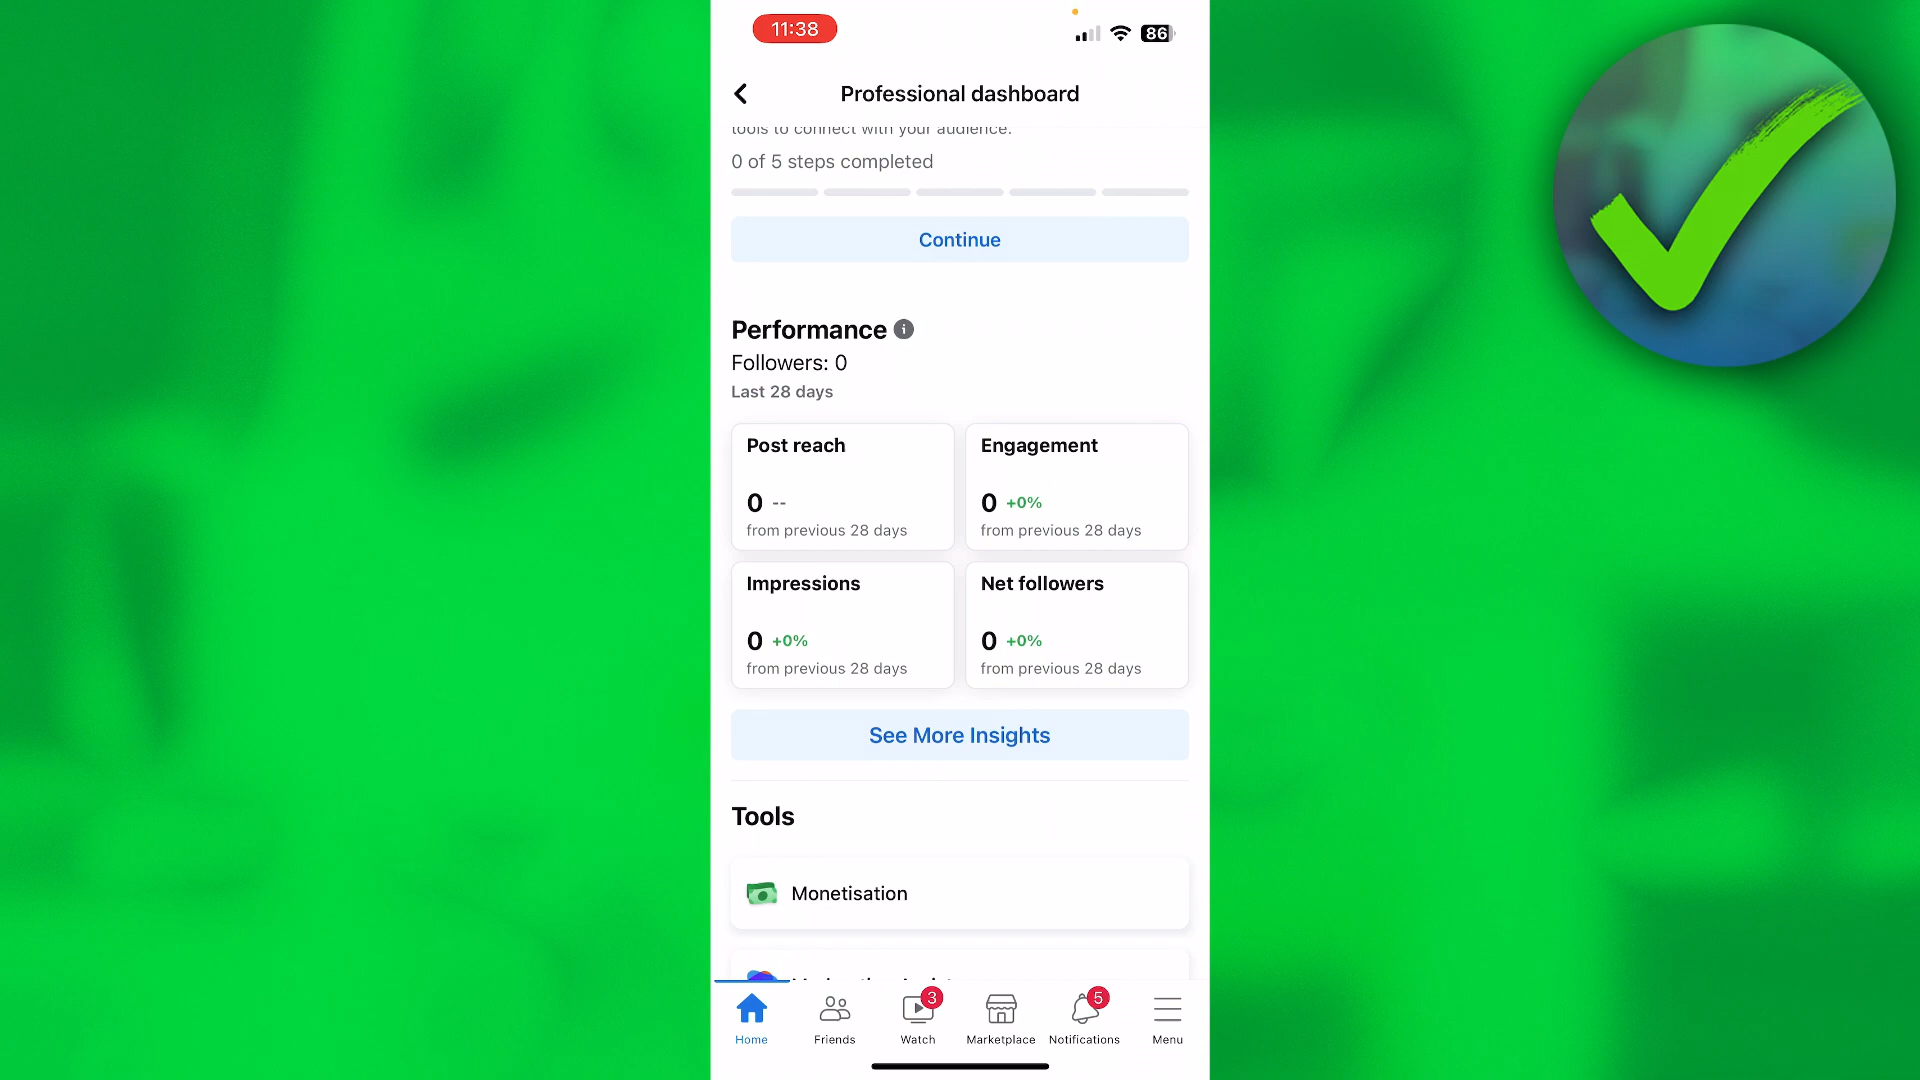 11:38
86
Professional dashboard
tools to connect with your audience.
0 of 5 steps completed
Continue
Performance
Followers: 0
Last 28 days
Post reach
0 --
from previous 28 days
Engagement
0 +0%
from previous 28 days
Impressions
0 +0%
from previous 28 days
Net followers
0 +0%
from previous 28 days
See More Insights
Tools
Monetisation
3
5
Home
Friends
Watch
Marketplace
Notifications
Menu